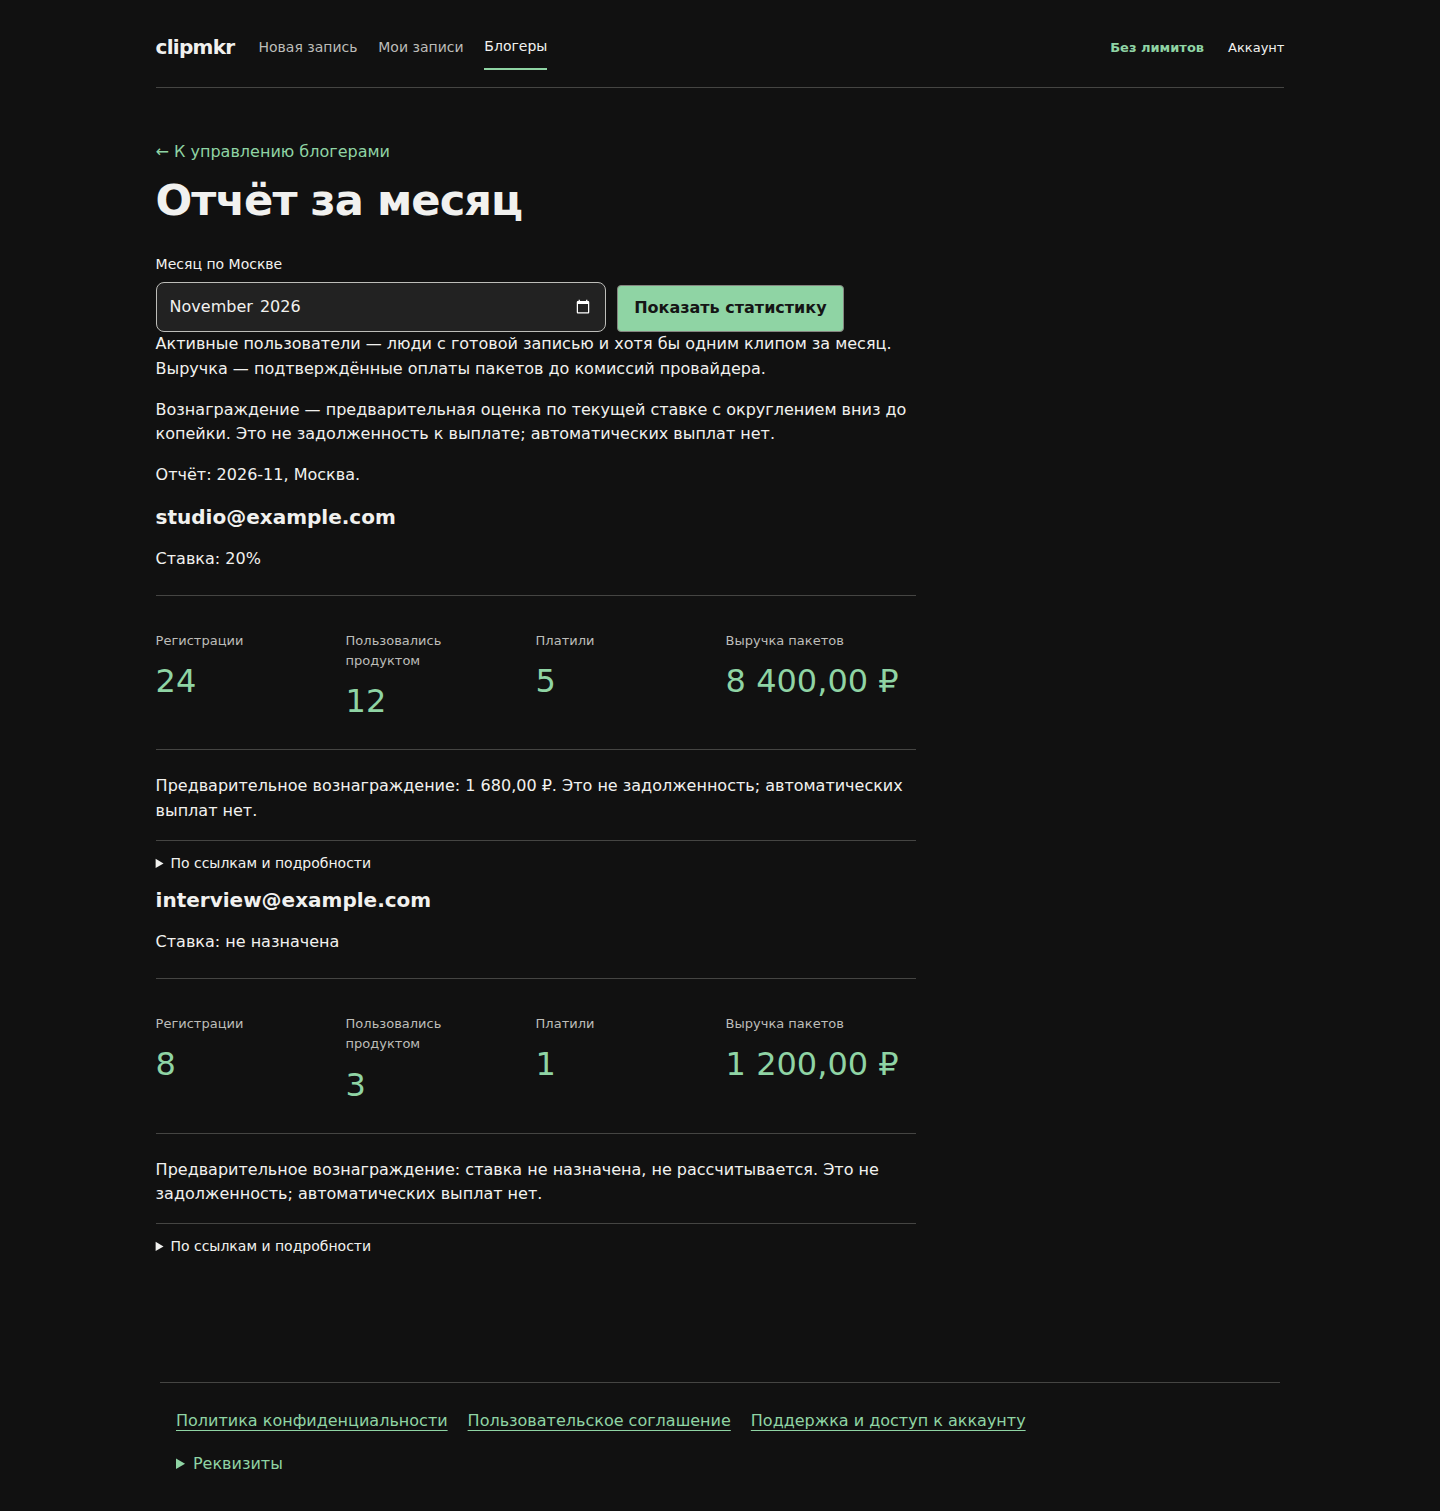 clipmkr Новая запись Мои записи Блогеры Без лимитов Аккаунт
← К управлению блогерами
Отчёт за месяц
Месяц по Москве
November 2026 Показать статистику
Активные пользователи — люди с готовой записью и хотя бы одним клипом за месяц.
Выручка — подтверждённые оплаты пакетов до комиссий провайдера.
Вознаграждение — предварительная оценка по текущей ставке с округлением вниз до
копейки. Это не задолженность к выплате; автоматических выплат нет.
Отчёт: 2026-11, Москва.
studio@example.com
Ставка: 20%
Регистрации Пользовались Платили Выручка пакетов
продуктом
24 12 5 8 400,00 ₽
Предварительное вознаграждение: 1 680,00 ₽. Это не задолженность; автоматических
выплат нет.
По ссылкам и подробности
interview@example.com
Ставка: не назначена
Регистрации Пользовались Платили Выручка пакетов
продуктом
8 3 1 1 200,00 ₽
Предварительное вознаграждение: ставка не назначена, не рассчитывается. Это не
задолженность; автоматических выплат нет.
По ссылкам и подробности
Политика конфиденциальности Пользовательское соглашение Поддержка и доступ к аккаунту
Реквизиты